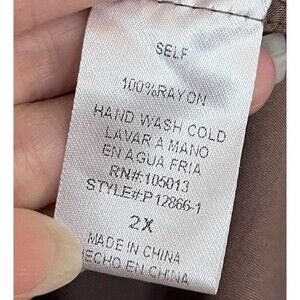 SELF
100%RAYON
HAND WASH COLD
LAVAR A MANO
EN AGUA FRIA
RN#105013
STYLE#:P12866-1
2X
MADE IN CHINA
HECHO EN CHINA